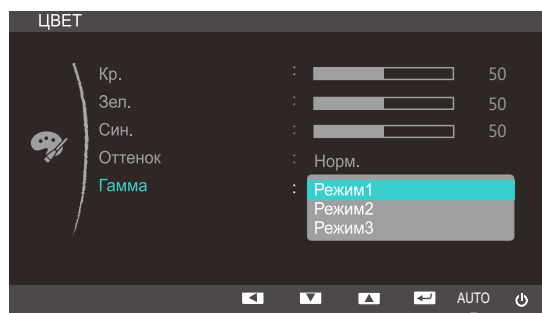 ЦВЕТ
Кр. : 50
Зел. : 50
Син. : 50
Оттенок : Норм.
Гамма : Режим1
Режим2
Режим3
AUTO